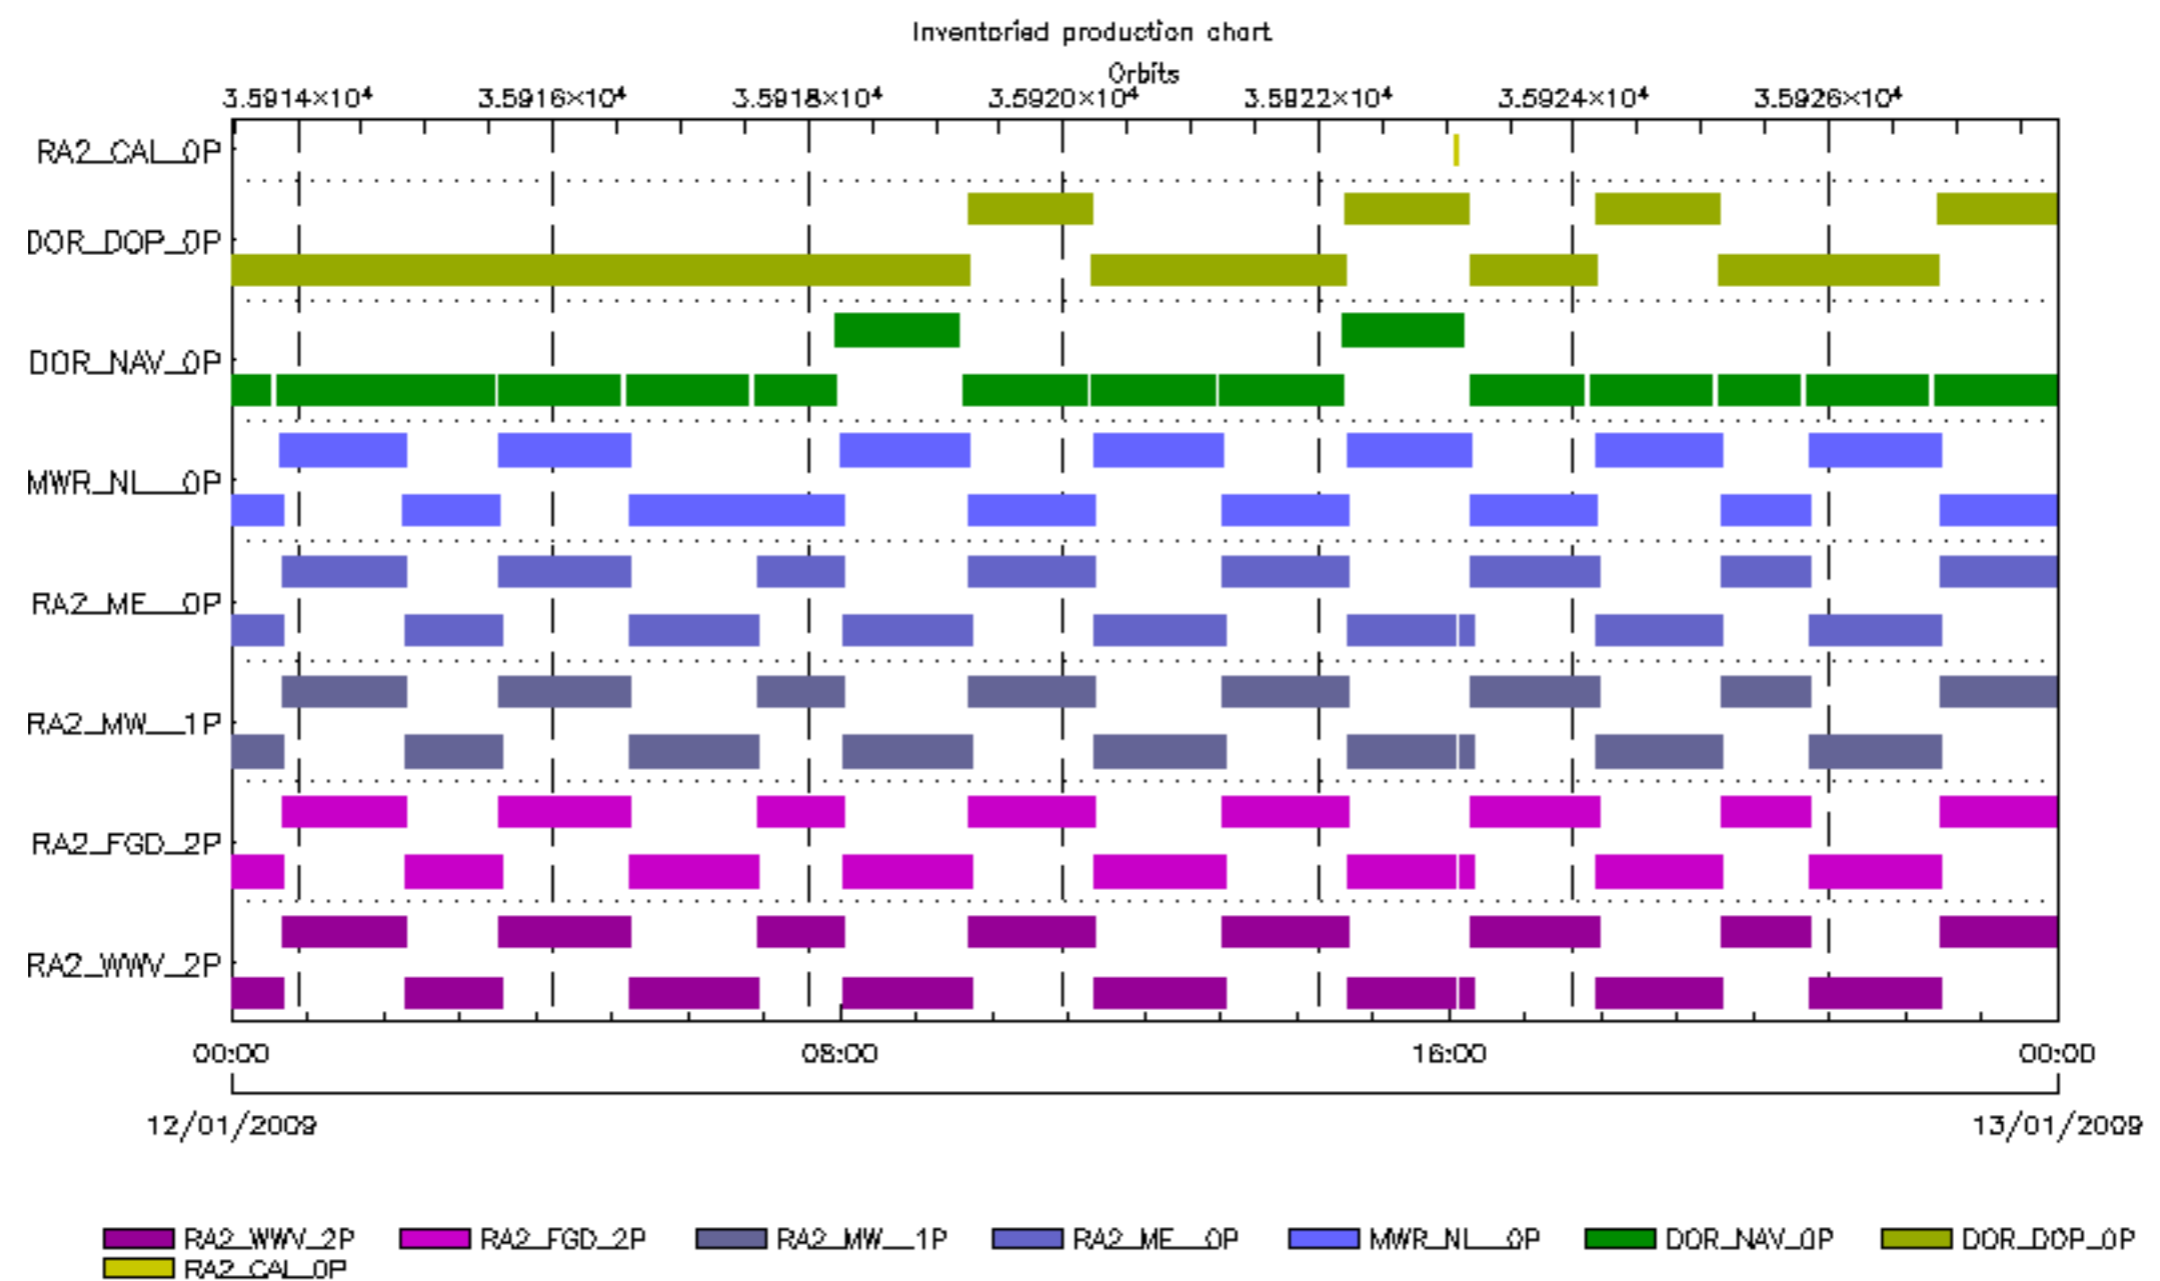 Inventoried production chart
Orbits
3.5914×10⁴ 3.5916×10⁴ 3.5918×10⁴ 3.5920×10⁴ 3.5922×10⁴ 3.5924×10⁴ 3.5926×10⁴
RA2_CAL_0P
DOR_DOP_0P
DOR_NAV_0P
MWR_NL__0P
RA2_ME__0P
RA2_MW__1P
RA2_FGD_2P
RA2_WWV_2P
00:00 08:00 16:00 00:00
12/01/2009 13/01/2009
RA2_WWV_2P RA2_FGD_2P RA2_MW__1P RA2_ME__0P MWR_NL__0P DOR_NAV_0P DOR_DOP_0P
RA2_CAL_0P